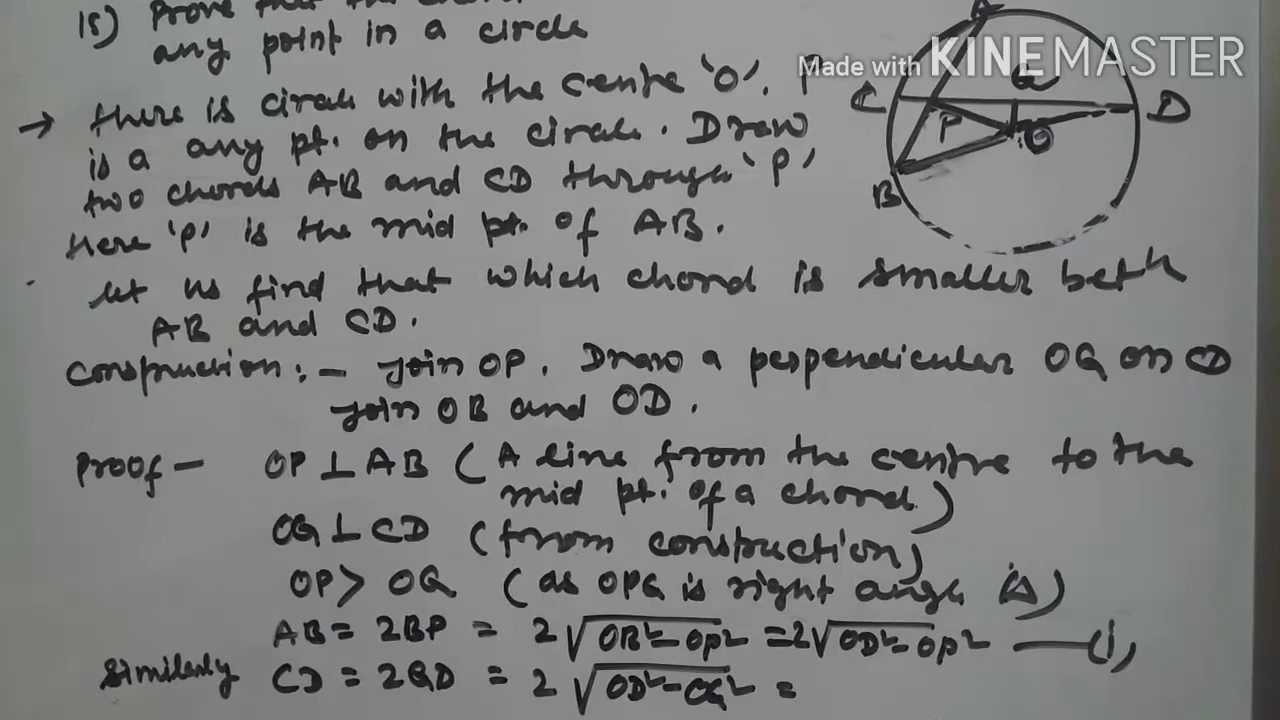 15) Prove that the
any point in a circle
→ there is circle with the centre 'O'. P
is a any pt. on the circle. Draw
two chords AB and CD through 'P'
Here 'P' is the mid pt. of AB.
let us find that which chord is smaller betn
AB and CD.
Construction :- Join OP. Draw a perpendicular OQ on CD
Join OB and OD.
Proof - OP ⊥ AB (A line from the centre to the
mid pt. of a chord.)
OQ ⊥ CD (from construction)
OP > OQ (as OPQ is right angle Δ)
AB = 2BP = 2√OB²-OP² = 2√OD²-OP² —(1)
Similarly CD = 2QD = 2√OD²-OQ² =
Made with KINEMASTER
A
C
Q
D
P
O
B